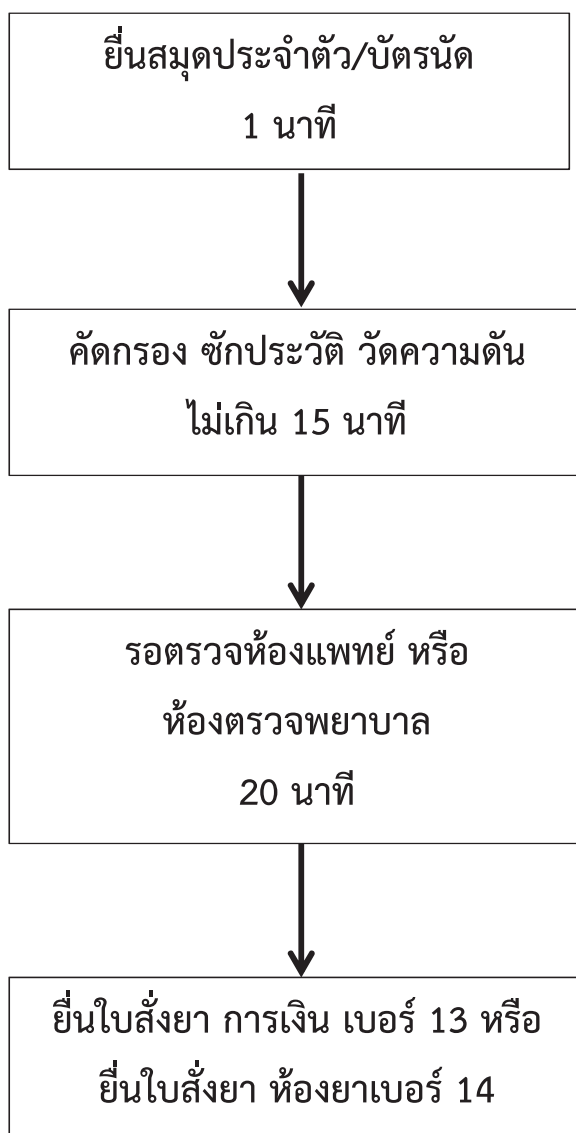 ยื่นสมุดประจำตัว/บัตรนัด
1 นาที
คัดกรอง ซักประวัติ วัดความดัน
ไม่เกิน 15 นาที
รอตรวจห้องแพทย์ หรือ
ห้องตรวจพยาบาล
20 นาที
ยื่นใบสั่งยา การเงิน เบอร์ 13 หรือ
ยื่นใบสั่งยา ห้องยาเบอร์ 14